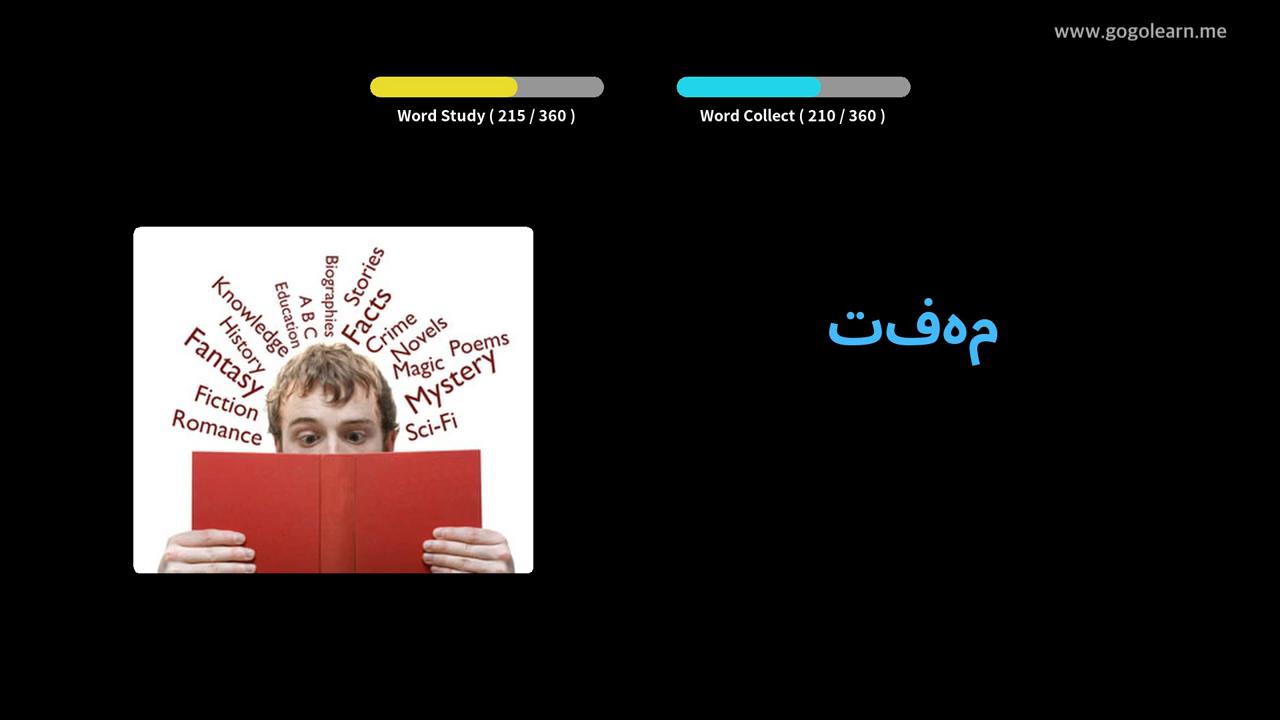 www.gogolearn.me
Word Study ( 215 / 360 )
Word Collect ( 210 / 360 )
Knowledge
History
Fantasy
Fiction
Romance
Education
A B C
Biographies
Stories
Facts
Crime
Novels
Magic
Poems
Mystery
Sci-Fi
مهفت